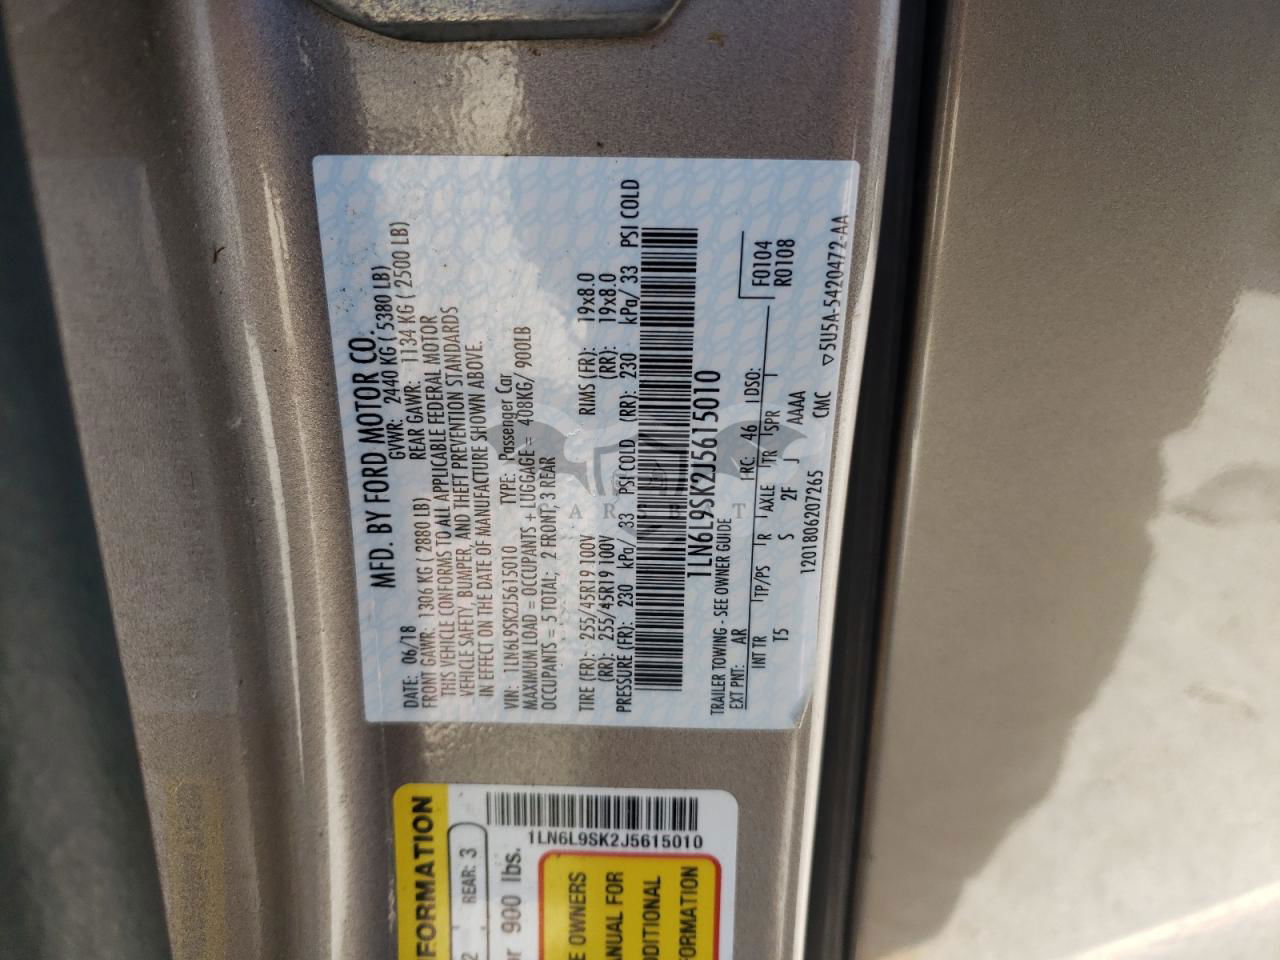 MFD. BY FORD MOTOR CO.
DATE: 06/18 GVWR: 2440 KG ( 5380 LB)
FRONT GAWR: 1306 KG ( 2880 LB) REAR GAWR: 1134 KG ( 2500 LB)
THIS VEHICLE CONFORMS TO ALL APPLICABLE FEDERAL MOTOR
VEHICLE SAFETY, BUMPER, AND THEFT PREVENTION STANDARDS
IN EFFECT ON THE DATE OF MANUFACTURE SHOWN ABOVE.
VIN: 1LN6L9SK2J5615010 TYPE: Passenger Car
MAXIMUM LOAD = OCCUPANTS + LUGGAGE = 408KG/ 900LB
OCCUPANTS = 5 TOTAL; 2 FRONT, 3 REAR
TIRE (FR): 255/45R19 100V RIMS (FR): 19x8.0
(RR): 255/45R19 100V (RR): 19x8.0
PRESSURE (FR): 230 kPa/ 33 PSI COLD (RR): 230 kPa/ 33 PSI COLD
1LN6L9SK2J5615010
TRAILER TOWING - SEE OWNER GUIDE
EXT PNT: AR RC: 46 DSO: F0104
R0108
INT TR TP/PS R AXLE TR SPR
T5 S 2F J AAAA
1201806207265 CMC ▽5U5A-5420472-AA
FORMATION
1LN6L9SK2J5615010
2 REAR: 3
or 900 lbs.
E OWNERS
ANUAL FOR
DDITIONAL
FORMATION